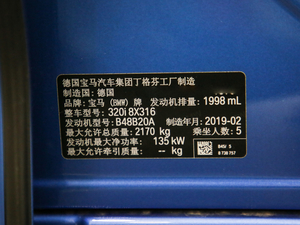 德国宝马汽车集团丁格芬工厂制造
制造国：德国
品牌：宝马 (BMW) 牌 发动机排量：1998 mL
整车型号：320i 8X316
发动机型号：B48B20A 制造年月：2019-02
最大允许总质量：2170 kg 乘坐人数：5
发动机最大净功率：135 kW
最大允许牵引质量：-- kg